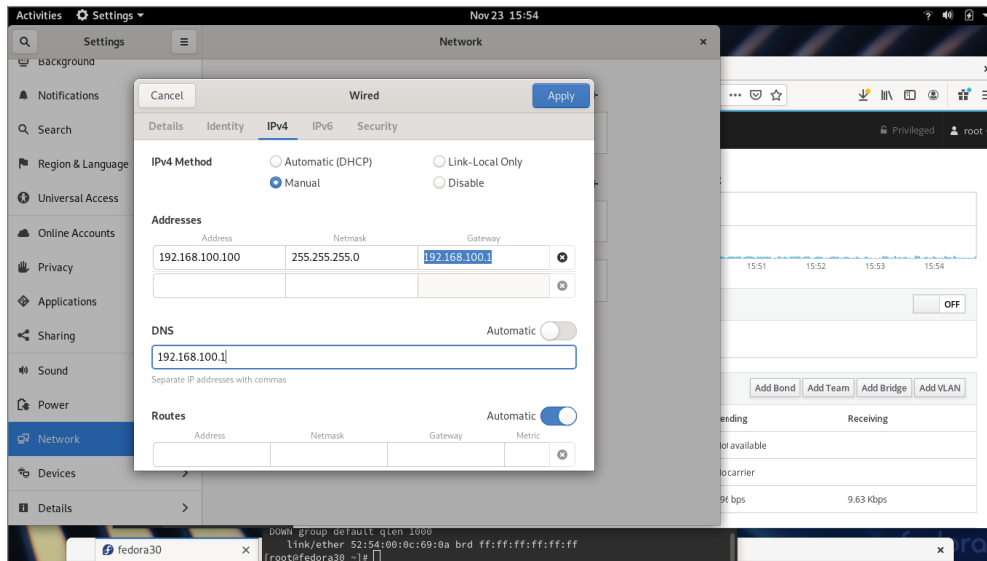 Activities Settings Nov 23 15:54
Settings Network
Background
Notifications
Search
Region & Language
Universal Access
Online Accounts
Privacy
Applications
Sharing
Sound
Power
Network
Devices
Details
Cancel Wired Apply
Details Identity IPv4 IPv6 Security
IPv4 Method Automatic (DHCP) Link-Local Only
Manual Disable
Addresses
Address Netmask Gateway
192.168.100.100 255.255.255.0 192.168.100.1
DNS Automatic
192.168.100.1
Separate IP addresses with commas
Routes Automatic
Address Netmask Gateway Metric
Privileged root
15:51 15:52 15:53 15:54
OFF
Add Bond Add Team Add Bridge Add VLAN
ending Receiving
available
carrier
bps 9.63 Kbps
fedora30
DOWN group default qlen 1000
link/ether 52:54:00:0c:69:0a brd ff:ff:ff:ff:ff:ff
[root@fedora30 ~]#